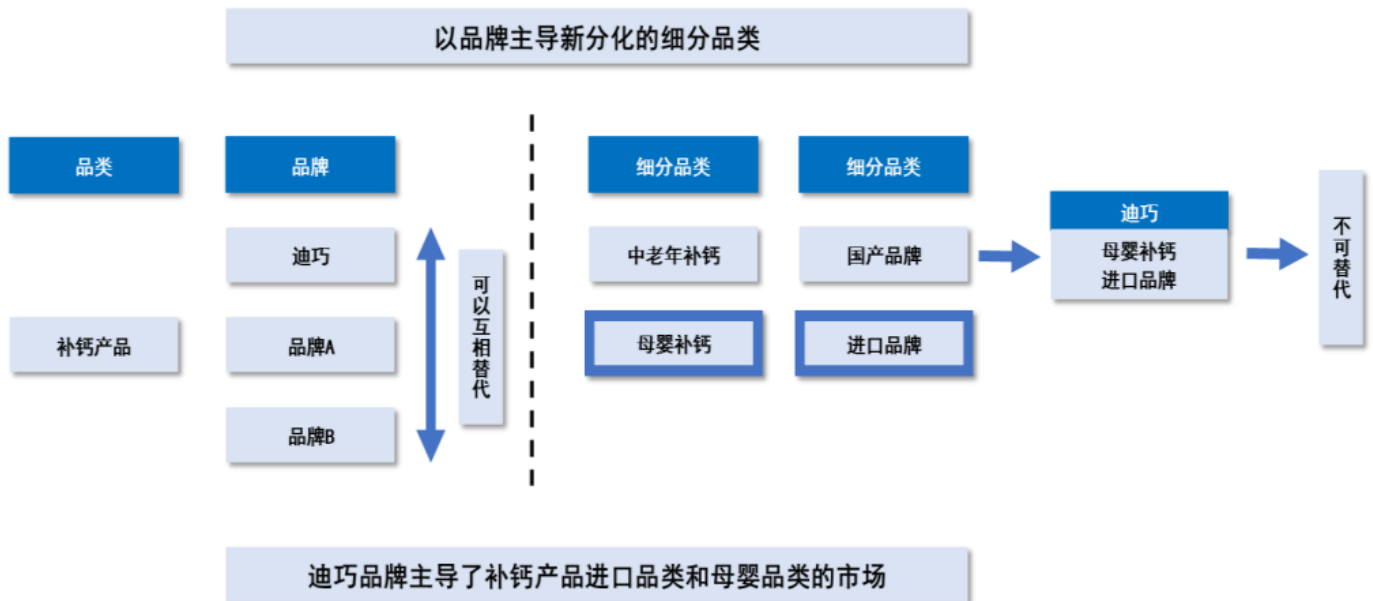 以品牌主导新分化的细分品类
品类
品牌
细分品类
细分品类
迪巧
中老年补钙
国产品牌
迪巧
母婴补钙
进口品牌
不可替代
可以互相替代
补钙产品
品牌A
母婴补钙
进口品牌
品牌B
迪巧品牌主导了补钙产品进口品类和母婴品类的市场